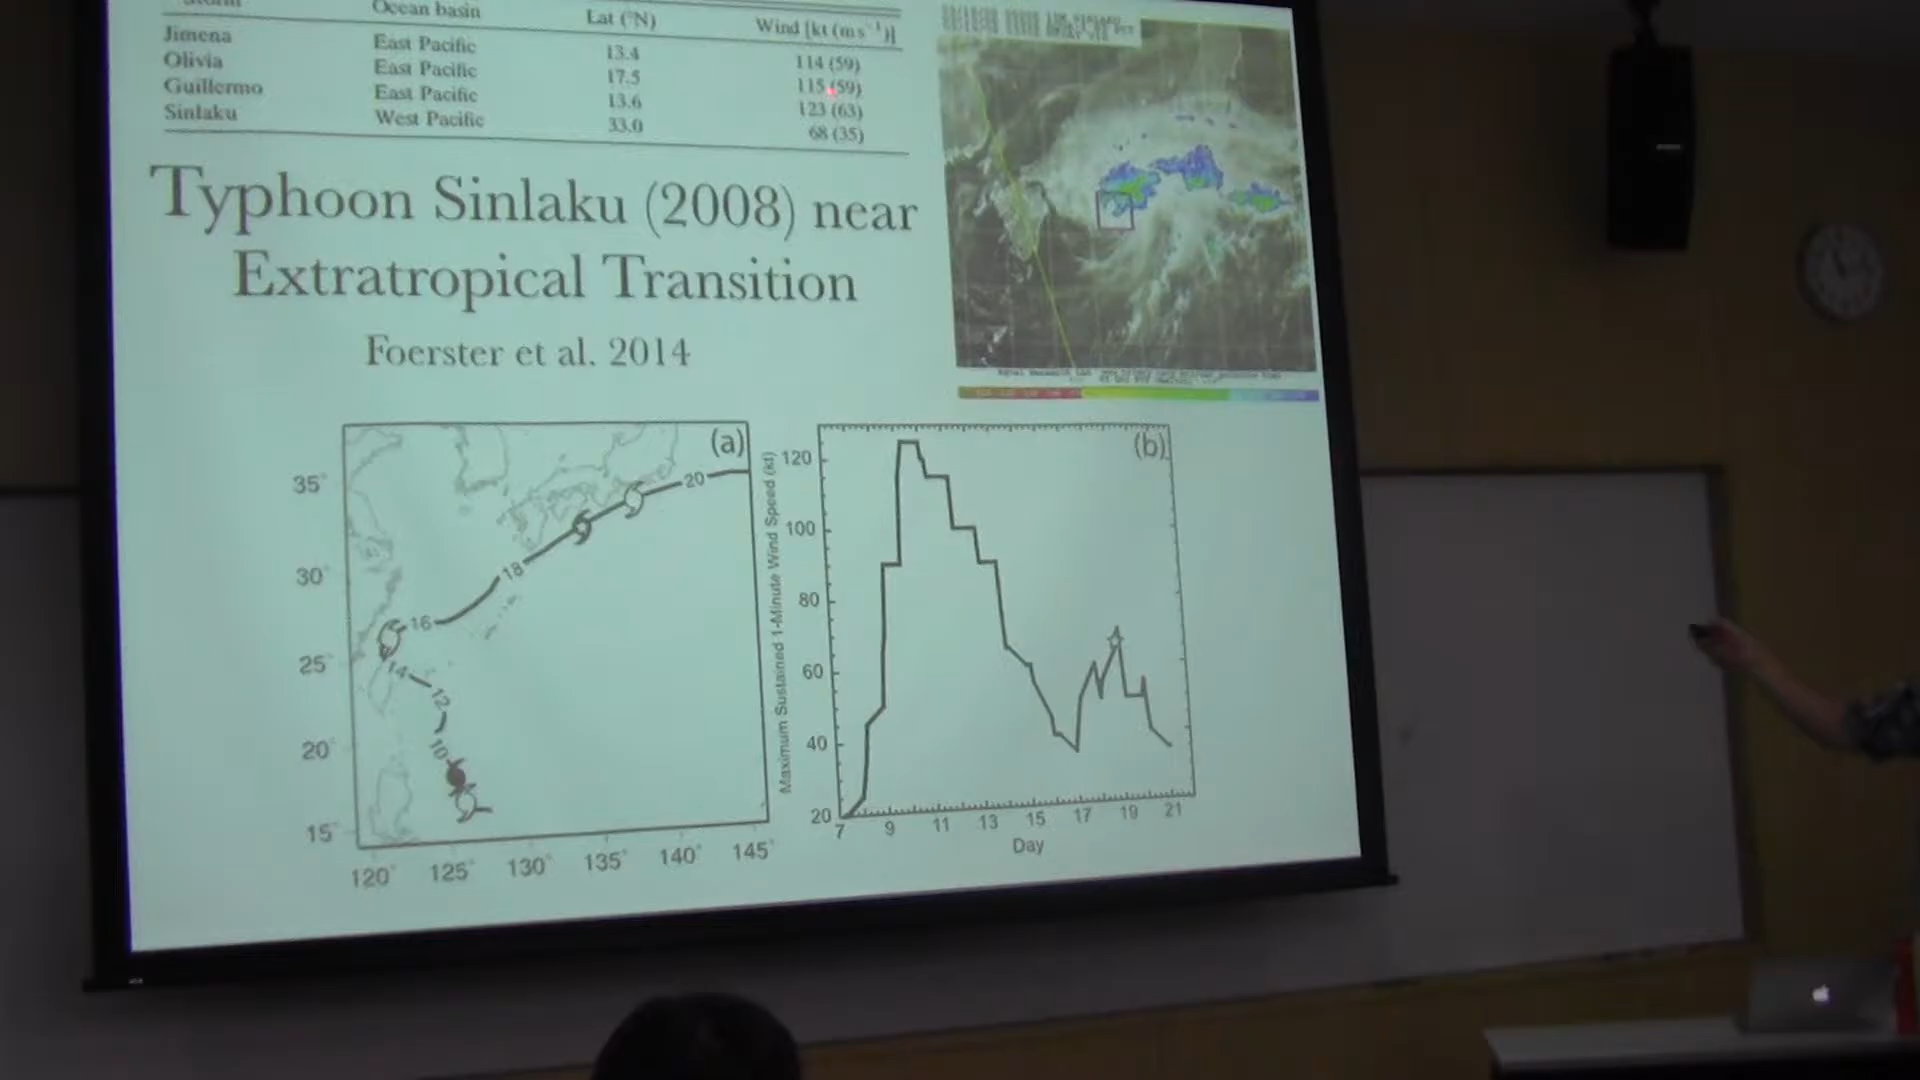 Storm Ocean basin Lat (°N) Wind [kt (m s⁻¹)]
Jimena East Pacific 13.4 114 (59)
Olivia East Pacific 17.5 115 (59)
Guillermo East Pacific 13.6 123 (63)
Sinlaku West Pacific 33.0 68 (35)
Typhoon Sinlaku (2008) near
Extratropical Transition
Foerster et al. 2014
(a)
35°
30°
25°
20°
15°
120° 125° 130° 135° 140° 145°
20
18
16
14
12
10
(b)
Maximum Sustained 1-Minute Wind Speed (kt)
120
100
80
60
40
20
7 9 11 13 15 17 19 21
Day